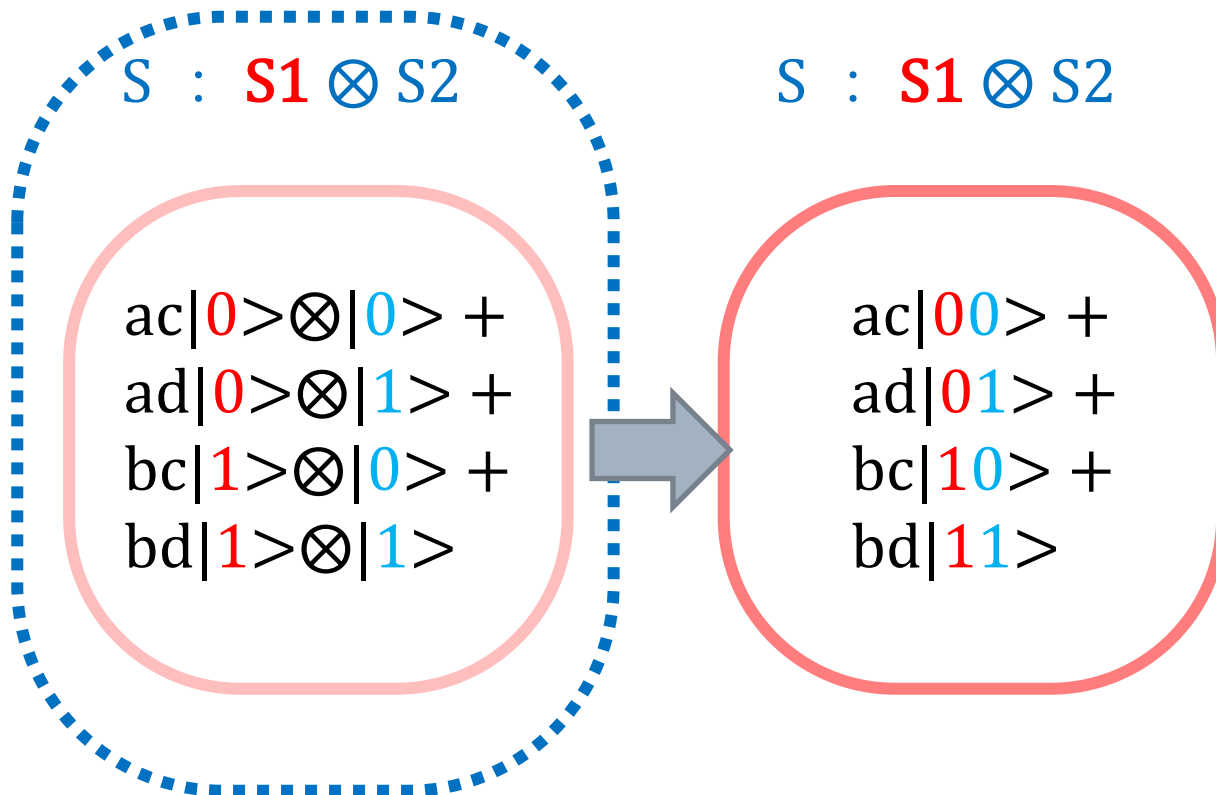 S : S1 ⊗ S2
ac|0>⊗|0> +
ad|0>⊗|1> +
bc|1>⊗|0> +
bd|1>⊗|1>
S : S1 ⊗ S2
ac|00> +
ad|01> +
bc|10> +
bd|11>